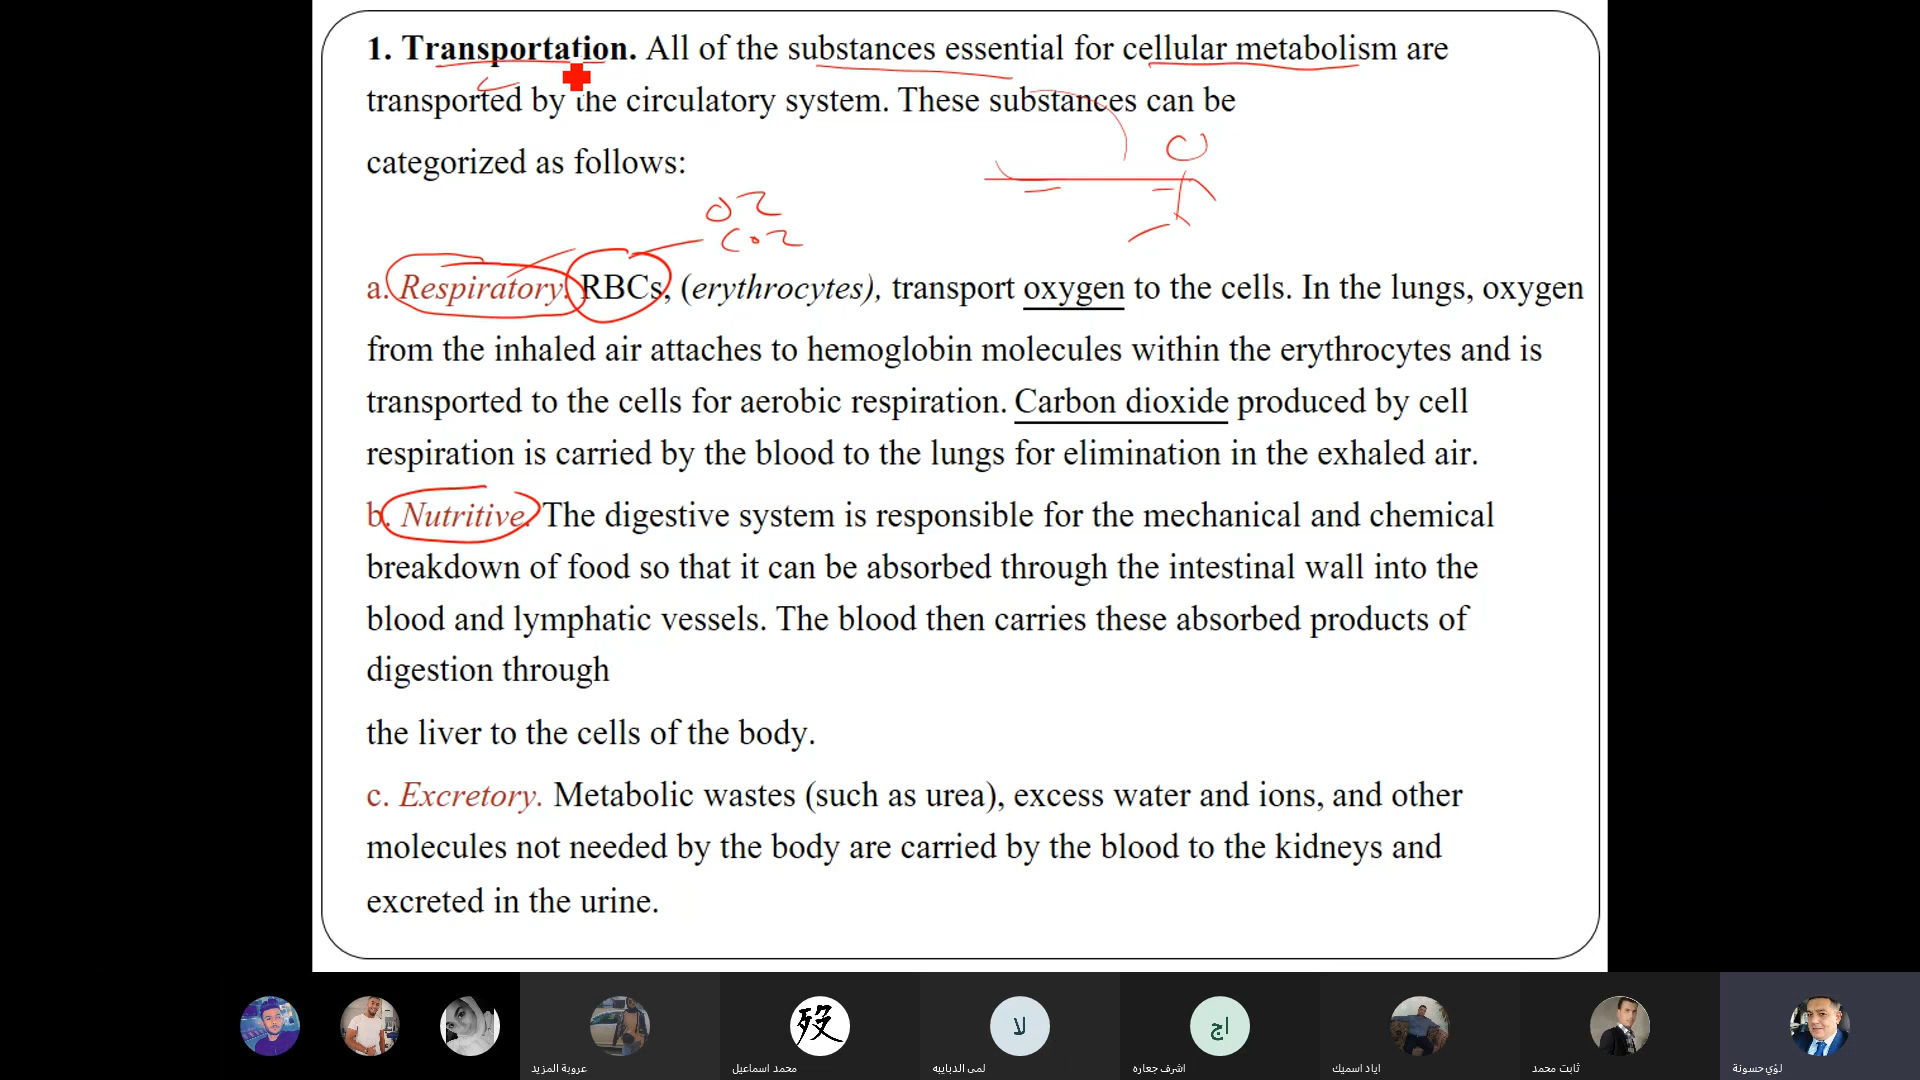 1. Transportation. All of the substances essential for cellular metabolism are
transported by the circulatory system. These substances can be
categorized as follows:
O2
CO2
a. Respiratory. RBCs, (erythrocytes), transport oxygen to the cells. In the lungs, oxygen
from the inhaled air attaches to hemoglobin molecules within the erythrocytes and is
transported to the cells for aerobic respiration. Carbon dioxide produced by cell
respiration is carried by the blood to the lungs for elimination in the exhaled air.
b. Nutritive. The digestive system is responsible for the mechanical and chemical
breakdown of food so that it can be absorbed through the intestinal wall into the
blood and lymphatic vessels. The blood then carries these absorbed products of
digestion through
the liver to the cells of the body.
c. Excretory. Metabolic wastes (such as urea), excess water and ions, and other
molecules not needed by the body are carried by the blood to the kidneys and
excreted in the urine.
لا
اج
عروبة المزيد
محمد اسماعيل
لمى الدبابيه
اشرف جعاره
اياد اسميك
ثابت محمد
لؤي حسونة